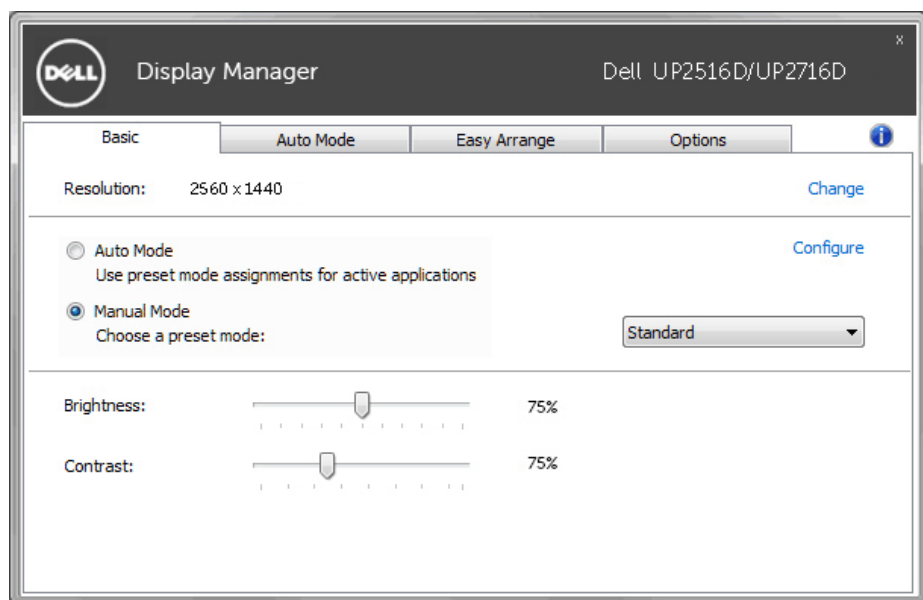 DELL
Display Manager
Dell UP2516D/UP2716D
x
Basic
Auto Mode
Easy Arrange
Options
i
Resolution:
2560 x 1440
Change
Auto Mode
Configure
Use preset mode assignments for active applications
Manual Mode
Choose a preset mode:
Standard
Brightness:
75%
Contrast:
75%